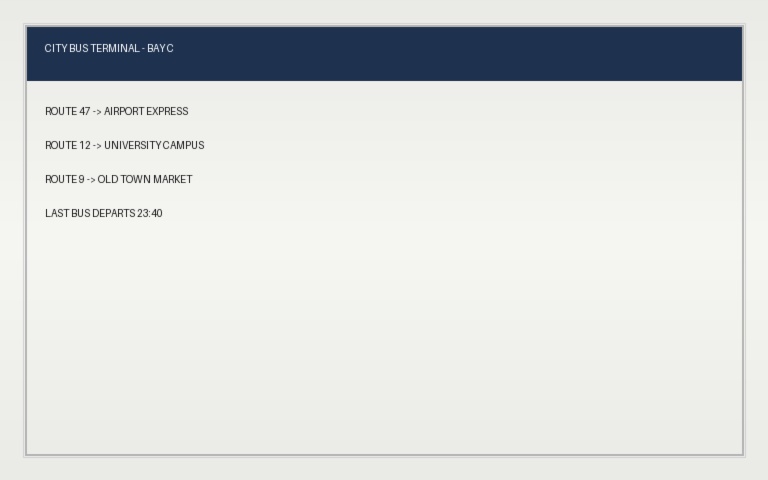 CITY BUS TERMINAL - BAY C
ROUTE 47 -> AIRPORT EXPRESS
ROUTE 12 -> UNIVERSITY CAMPUS
ROUTE 9 -> OLD TOWN MARKET
LAST BUS DEPARTS 23:40